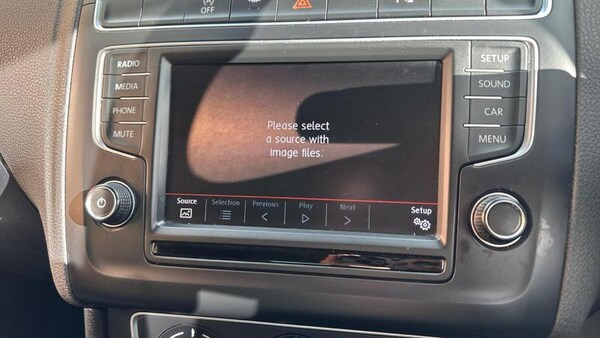 OFF
RADIO
MEDIA
PHONE
MUTE
SETUP
SOUND
CAR
MENU
Please select
a source with
image files.
Source Selection Previous Play Next Setup